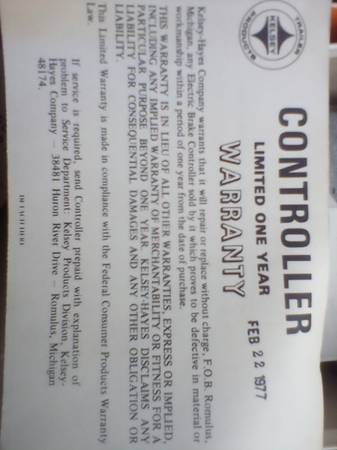 TRAILER
KELSEY
PRODUCTS
CONTROLLER
LIMITED ONE YEAR
WARRANTY
FEB 22 1977
Kelsey-Hayes Company warrants that it will repair or replace without charge, F.O.B. Romulus,
Michigan, any Electric Brake Controller sold by it which proves to be defective in material or
workmanship within a period of one year from the date of purchase.
THIS WARRANTY IS IN LIEU OF ALL OTHER WARRANTIES, EXPRESS OR IMPLIED,
INCLUDING ANY IMPLIED WARRANTY OF MERCHANTABILITY OR FITNESS FOR A
PARTICULAR PURPOSE BEYOND ONE YEAR. KELSEY-HAYES DISCLAIMS ANY
LIABILITY FOR CONSEQUENTIAL DAMAGES AND ANY OTHER OBLIGATION OR
LIABILITY.
This Limited Warranty is made in compliance with the Federal Consumer Products Warranty
Law.
If service is required, send Controller prepaid with explanation of
problem to Service Department: Kelsey Products Division, Kelsey-
Hayes Company — 38481 Huron River Drive — Romulus, Michigan
48174.